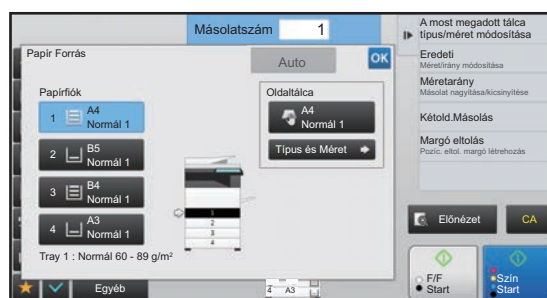 Másolatszám 1
Papír Forrás
Auto
OK
Papírfiók
1 A4
Normál 1
2 B5
Normál 1
3 B4
Normál 1
4 A3
Normál 1
Tray 1 : Normál 60 - 89 g/m²
1
2
3
4
Oldaltálca
A4
Normál 1
Típus és Méret
A most megadott tálca
típus/méret módosítása
Eredeti
Méret/irány módosítása
Méretarány
Másolat nagyítása/kicsinyítése
Kétold.Másolás
Margó eltolás
Pozíc. eltol. margó létrehozás
Előnézet
CA
F/F
Start
Szín
Start
Egyéb
4 A3